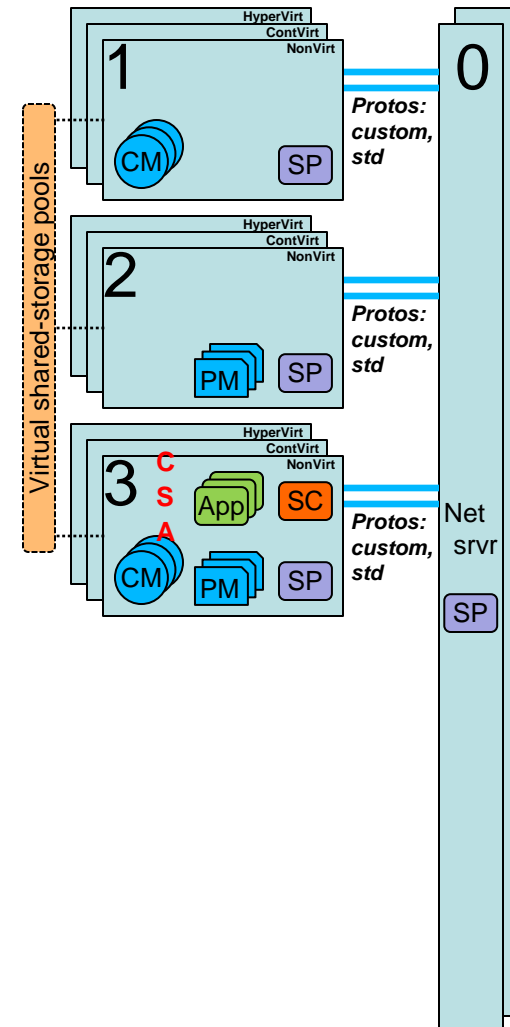 HyperVirt
ContVirt
NonVirt
1
CM
SP
Protos:
custom,
std
0
Virtual shared-storage pools
HyperVirt
ContVirt
NonVirt
2
PM
SP
Protos:
custom,
std
HyperVirt
ContVirt
NonVirt
3
C
S
A
App
SC
CM
PM
SP
Protos:
custom,
std
Net
srvr
SP